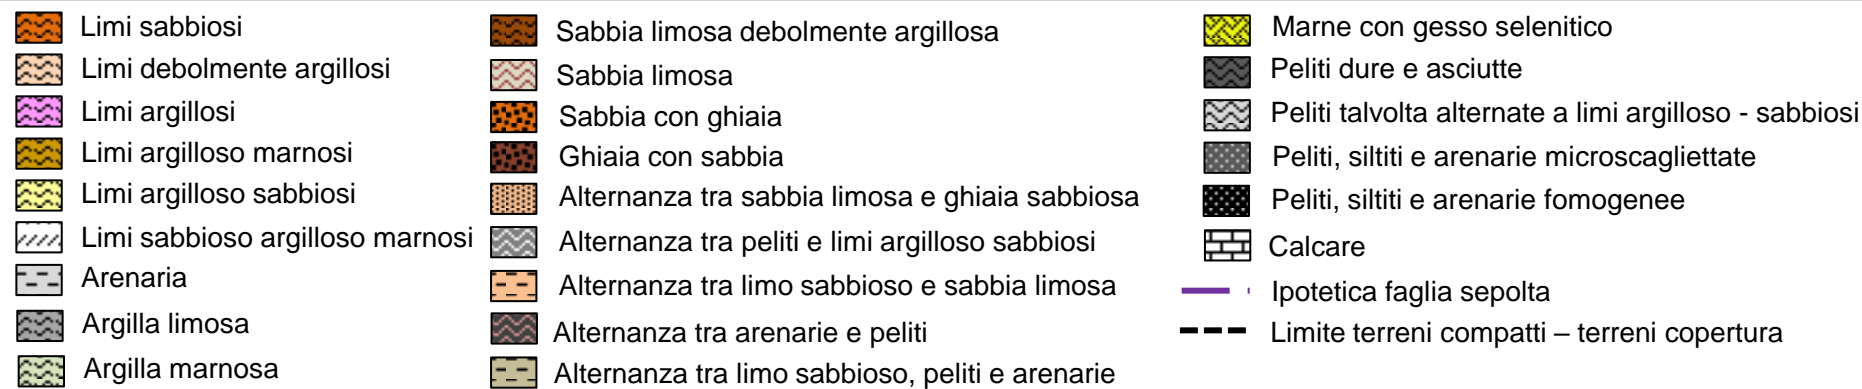 Limi sabbiosi
Limi debolmente argillosi
Limi argillosi
Limi argilloso marnosi
Limi argilloso sabbiosi
Limi sabbioso argilloso marnosi
Arenaria
Argilla limosa
Argilla marnosa
Sabbia limosa debolmente argillosa
Sabbia limosa
Sabbia con ghiaia
Ghiaia con sabbia
Alternanza tra sabbia limosa e ghiaia sabbiosa
Alternanza tra peliti e limi argilloso sabbiosi
Alternanza tra limo sabbioso e sabbia limosa
Alternanza tra arenarie e peliti
Alternanza tra limo sabbioso, peliti e arenarie
Marne con gesso selenitico
Peliti dure e asciutte
Peliti talvolta alternate a limi argilloso - sabbiosi
Peliti, siltiti e arenarie microscagliettate
Peliti, siltiti e arenarie fomogenee
Calcare
Ipotetica faglia sepolta
Limite terreni compatti – terreni copertura